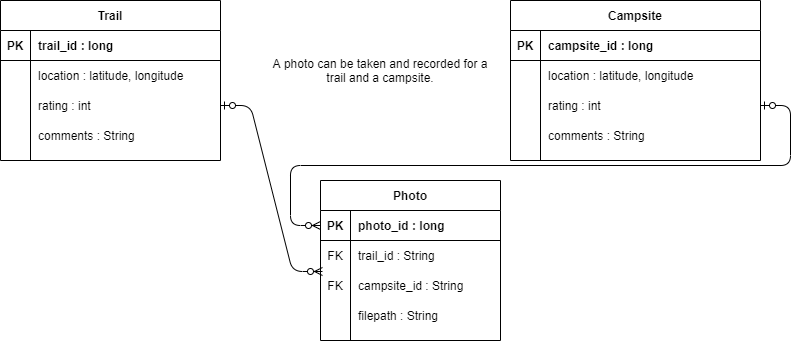 Trail
PK trail_id : long
location : latitude, longitude
rating : int
comments : String
A photo can be taken and recorded for a
trail and a campsite.
Campsite
PK campsite_id : long
location : latitude, longitude
rating : int
comments : String
Photo
PK photo_id : long
FK trail_id : String
FK campsite_id : String
filepath : String